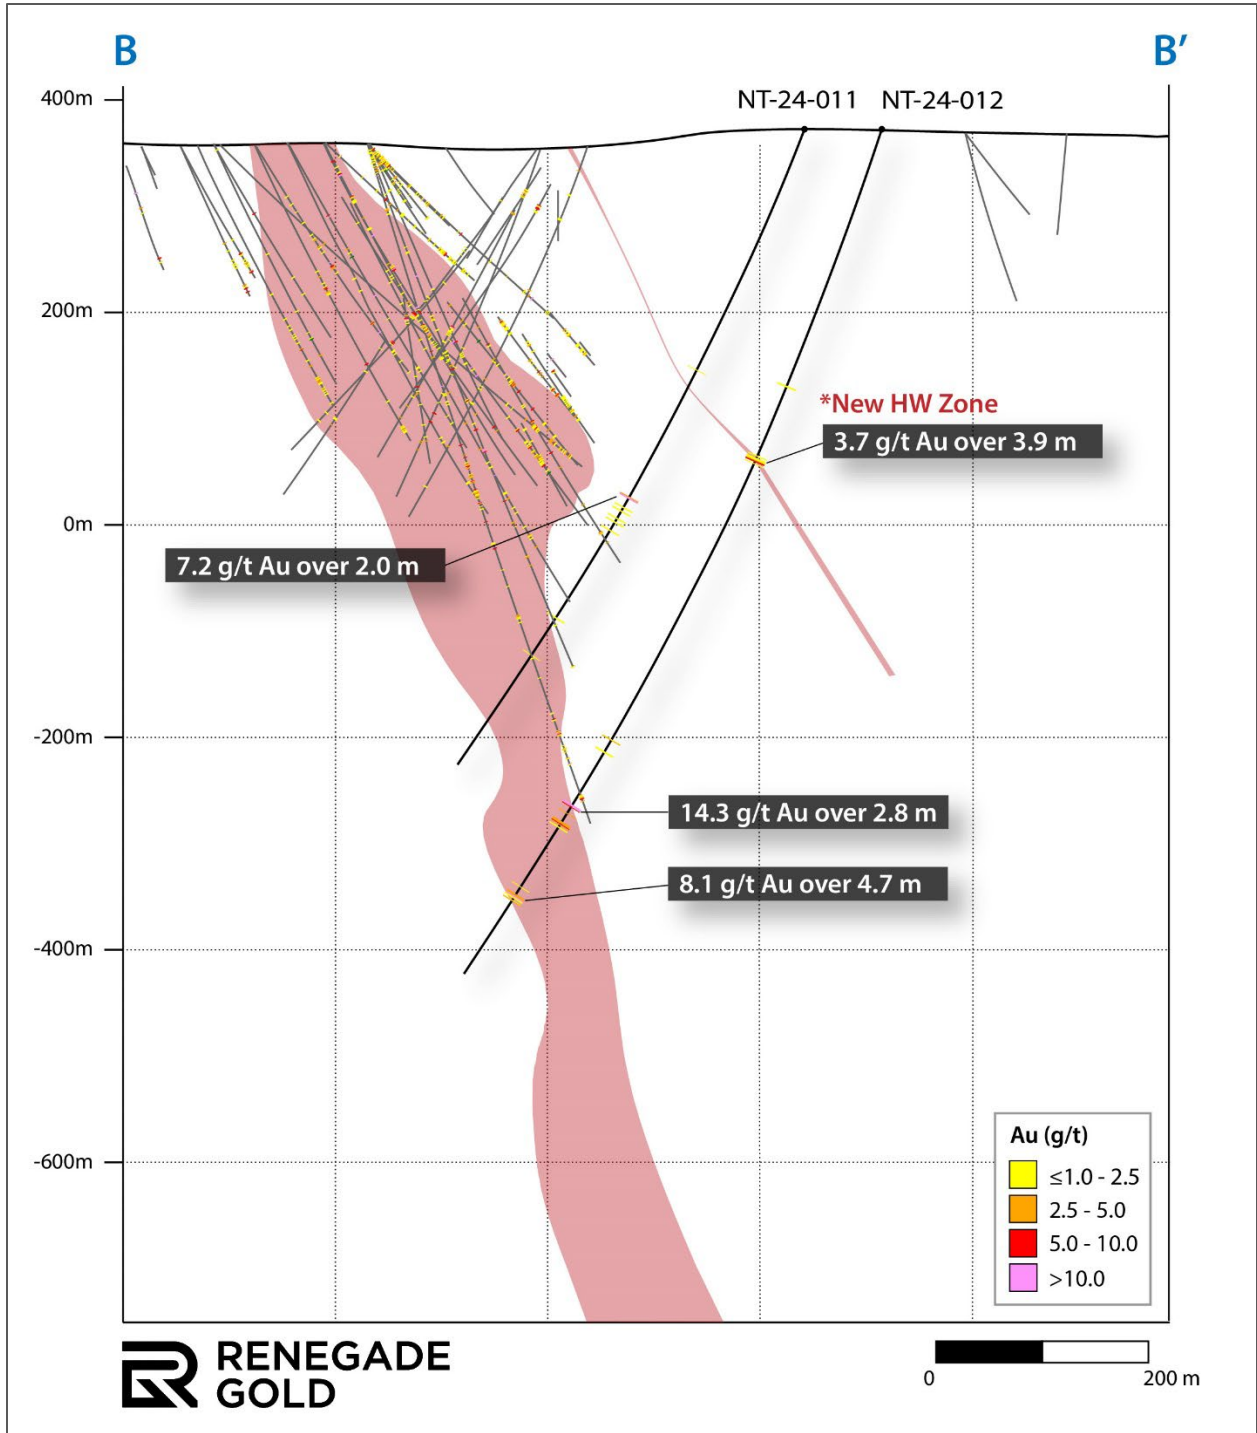 B
B′
400m
NT-24-011
NT-24-012
200m
*New HW Zone
3.7 g/t Au over 3.9 m
0m
7.2 g/t Au over 2.0 m
-200m
14.3 g/t Au over 2.8 m
8.1 g/t Au over 4.7 m
-400m
-600m
Au (g/t)
≤1.0 - 2.5
2.5 - 5.0
5.0 - 10.0
>10.0
RENEGADE
GOLD
0
200 m